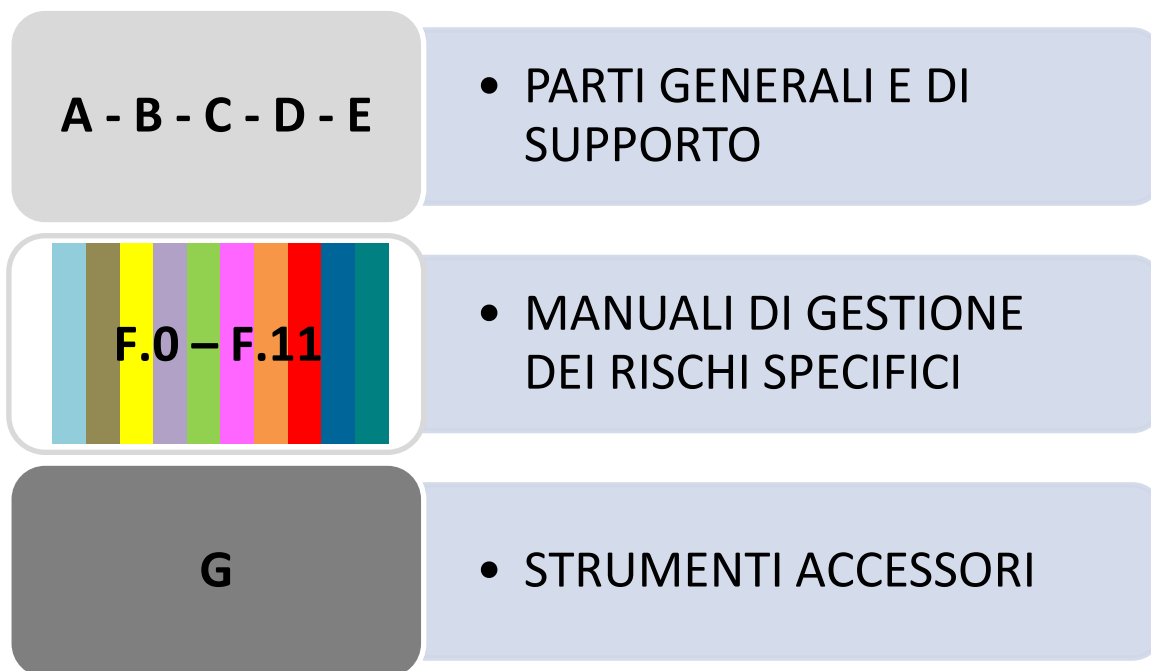 A - B - C - D - E
• PARTI GENERALI E DI
SUPPORTO
F.0 – F.11
• MANUALI DI GESTIONE
DEI RISCHI SPECIFICI
G
• STRUMENTI ACCESSORI